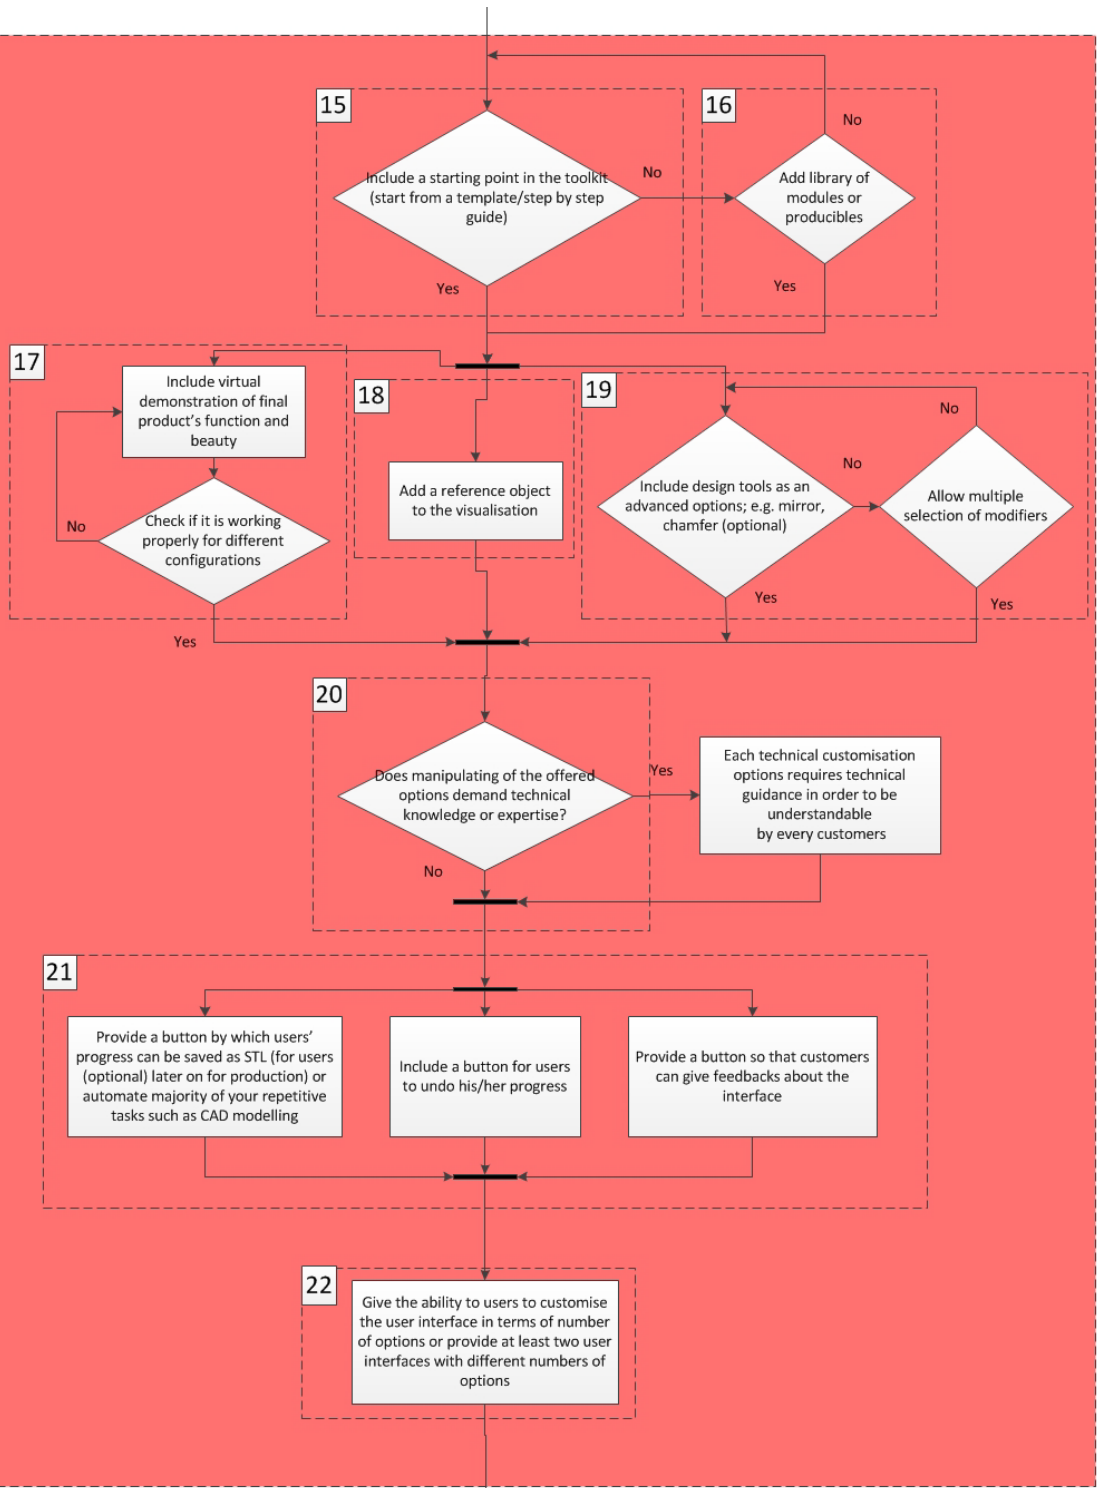 15
16
No
Include a starting point in the toolkit
(start from a template/step by step
guide)
No
Add library of
modules or
producibles
Yes
Yes
17
Include virtual
demonstration of final
product's function and
beauty
No
Check if it is working
properly for different
configurations
Yes
18
Add a reference object
to the visualisation
19
No
No
Include design tools as an
advanced options; e.g. mirror,
chamfer (optional)
Allow multiple
selection of modifiers
Yes
Yes
20
Does manipulating of the offered
options demand technical
knowledge or expertise?
Yes
Each technical customisation
options requires technical
guidance in order to be
understandable
by every customers
No
21
Provide a button by which users'
progress can be saved as STL (for users
(optional) later on for production) or
automate majority of your repetitive
tasks such as CAD modelling
Include a button for users
to undo his/her progress
Provide a button so that customers
can give feedbacks about the
interface
22
Give the ability to users to customise
the user interface in terms of number
of options or provide at least two user
interfaces with different numbers of
options